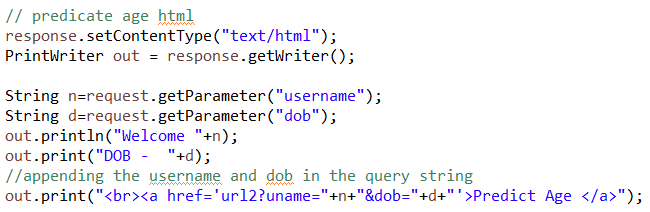 // predicate age html
response.setContentType("text/html");
PrintWriter out = response.getWriter();
String n=request.getParameter("username");
String d=request.getParameter("dob");
out.println("Welcome "+n);
out.print("DOB -  "+d);
//appending the username and dob in the query string
out.print("<br><a href='url2?uname="+n+"&dob="+d+"'>Predict Age </a>");